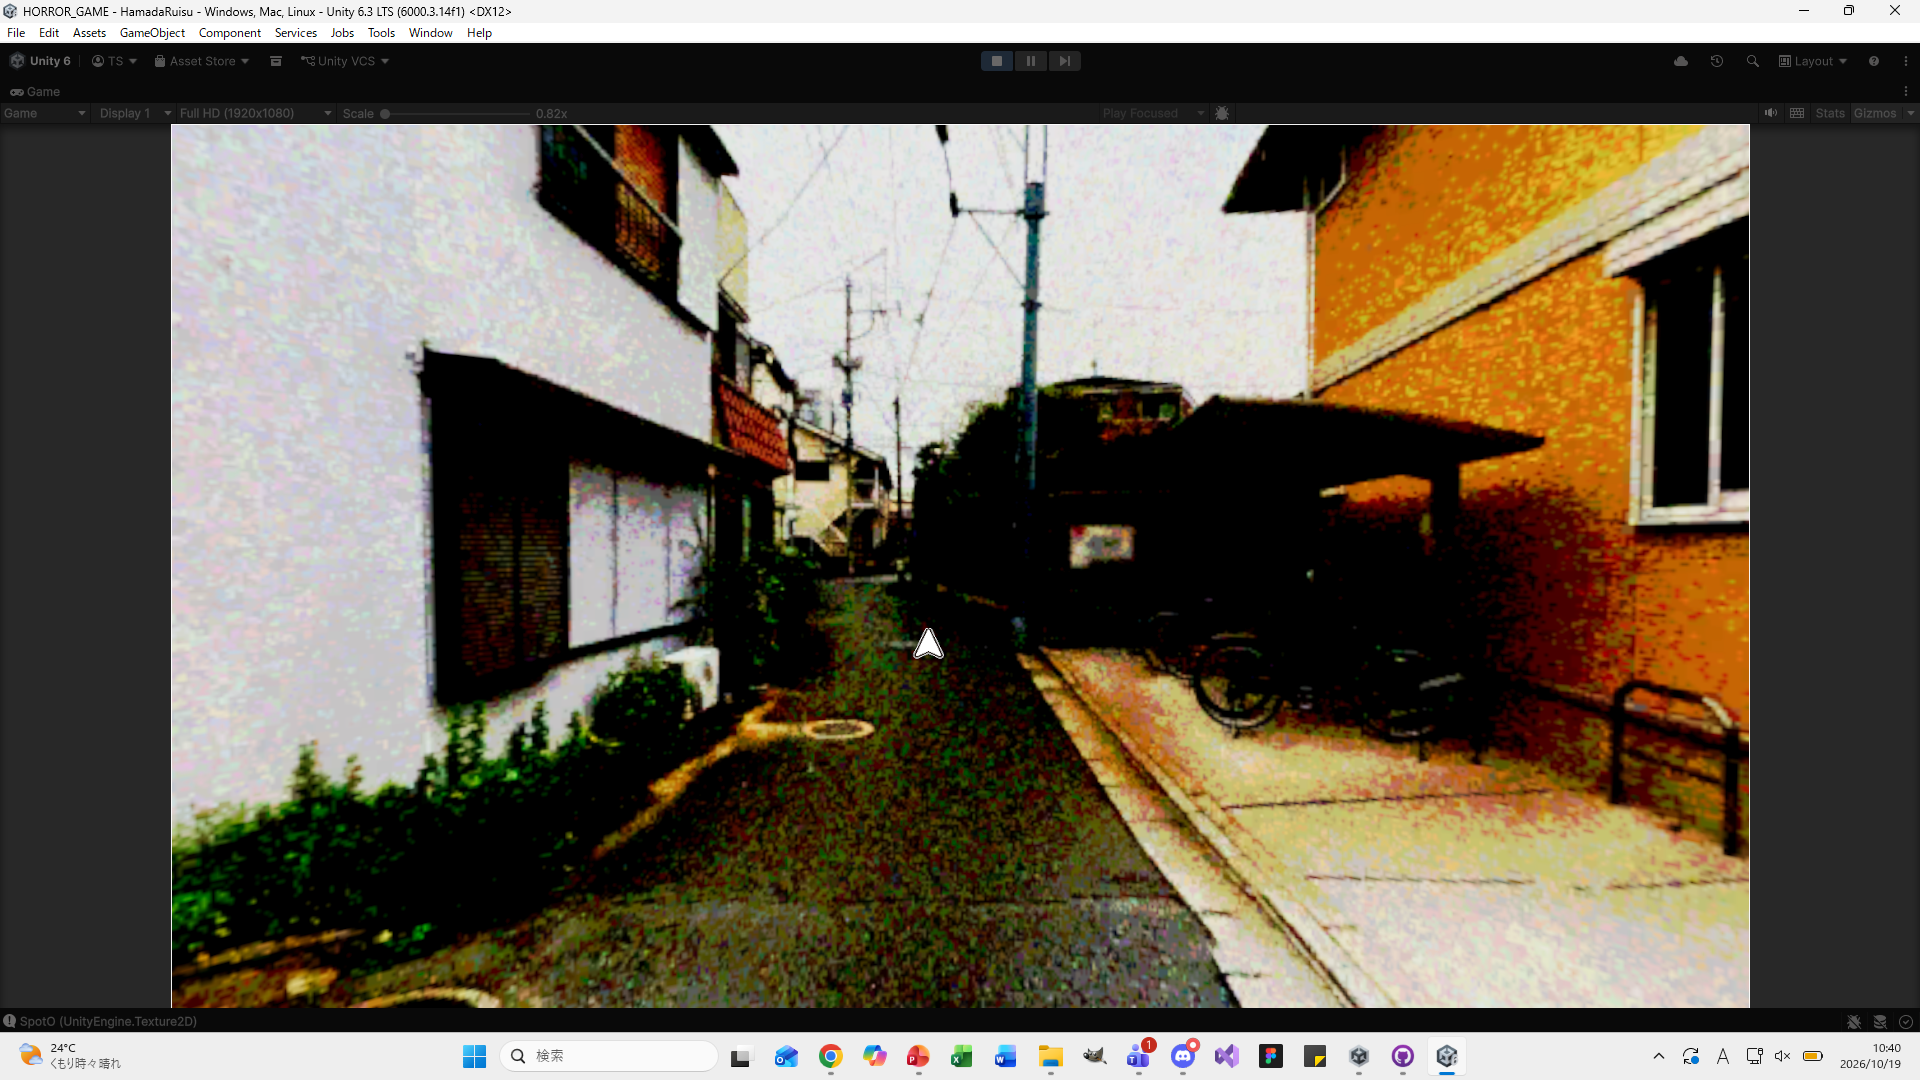 HORROR_GAME - HamadaRuisu - Windows, Mac, Linux - Unity 6.3 LTS (6000.3.14f1) <DX12>
File Edit Assets GameObject Component Services Jobs Tools Window Help
Unity 6 TS Asset Store Unity VCS Layout
Game
Game Display 1 Full HD (1920x1080) Scale 0.82x Play Focused Stats Gizmos
SpotO (UnityEngine.Texture2D)
24°C
くもり時々晴れ
検索
1
A
10:40
2026/10/19